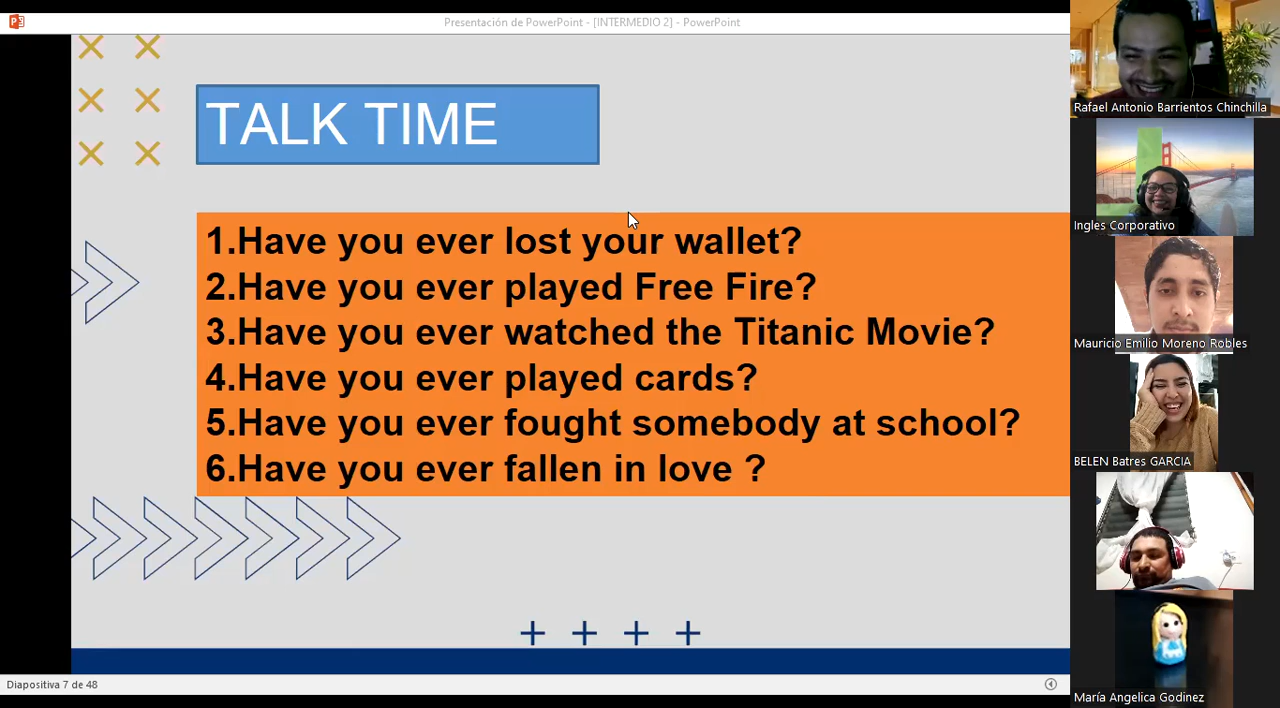 Presentación de PowerPoint - [INTERMEDIO 2] - PowerPoint
TALK TIME
1.Have you ever lost your wallet?
2.Have you ever played Free Fire?
3.Have you ever watched the Titanic Movie?
4.Have you ever played cards?
5.Have you ever fought somebody at school?
6.Have you ever fallen in love ?
Diapositiva 7 de 48
Rafael Antonio Barrientos Chinchilla
Ingles Corporativo
Mauricio Emilio Moreno Robles
BELEN Batres GARCIA
María Angelica Godinez